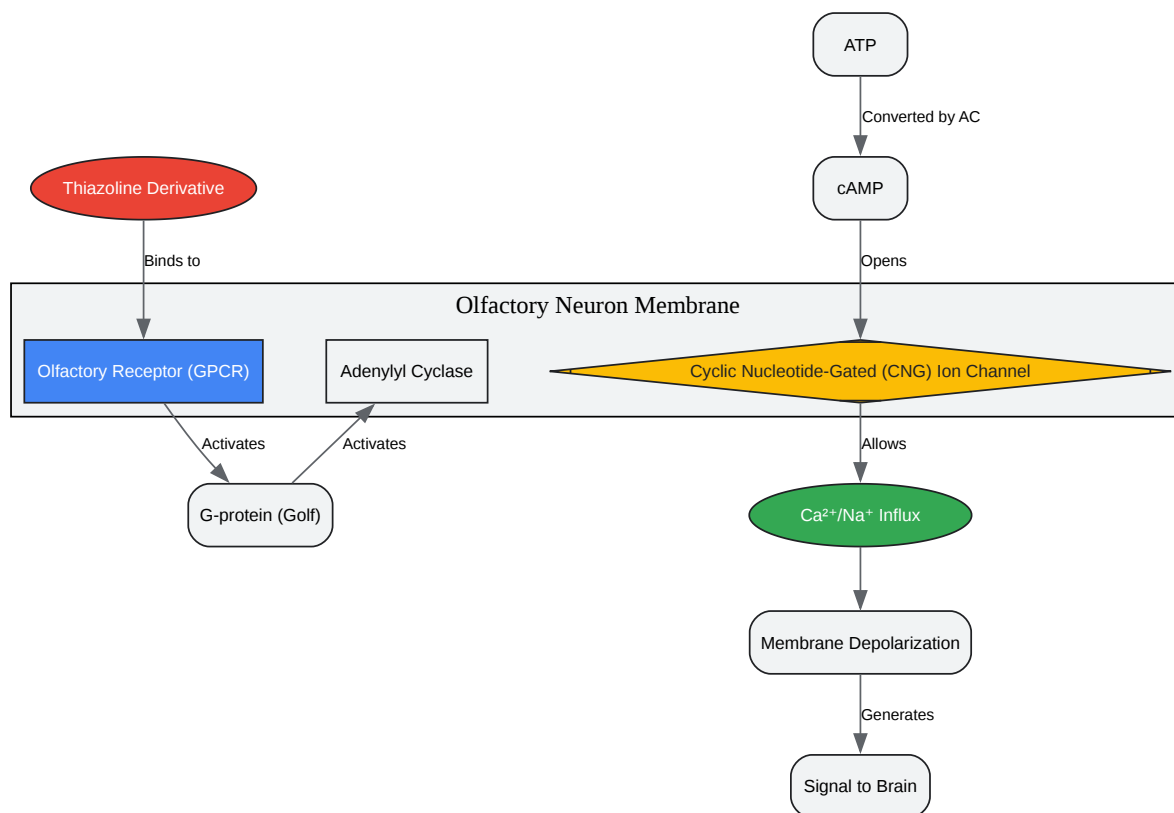 ATP
Converted by AC
Thiazoline Derivative
cAMP
Binds to
Opens
Olfactory Neuron Membrane
Olfactory Receptor (GPCR)
Adenylyl Cyclase
Cyclic Nucleotide-Gated (CNG) Ion Channel
Activates
Activates
Allows
G-protein (Golf)
Ca²⁺/Na⁺ Influx
Membrane Depolarization
Generates
Signal to Brain